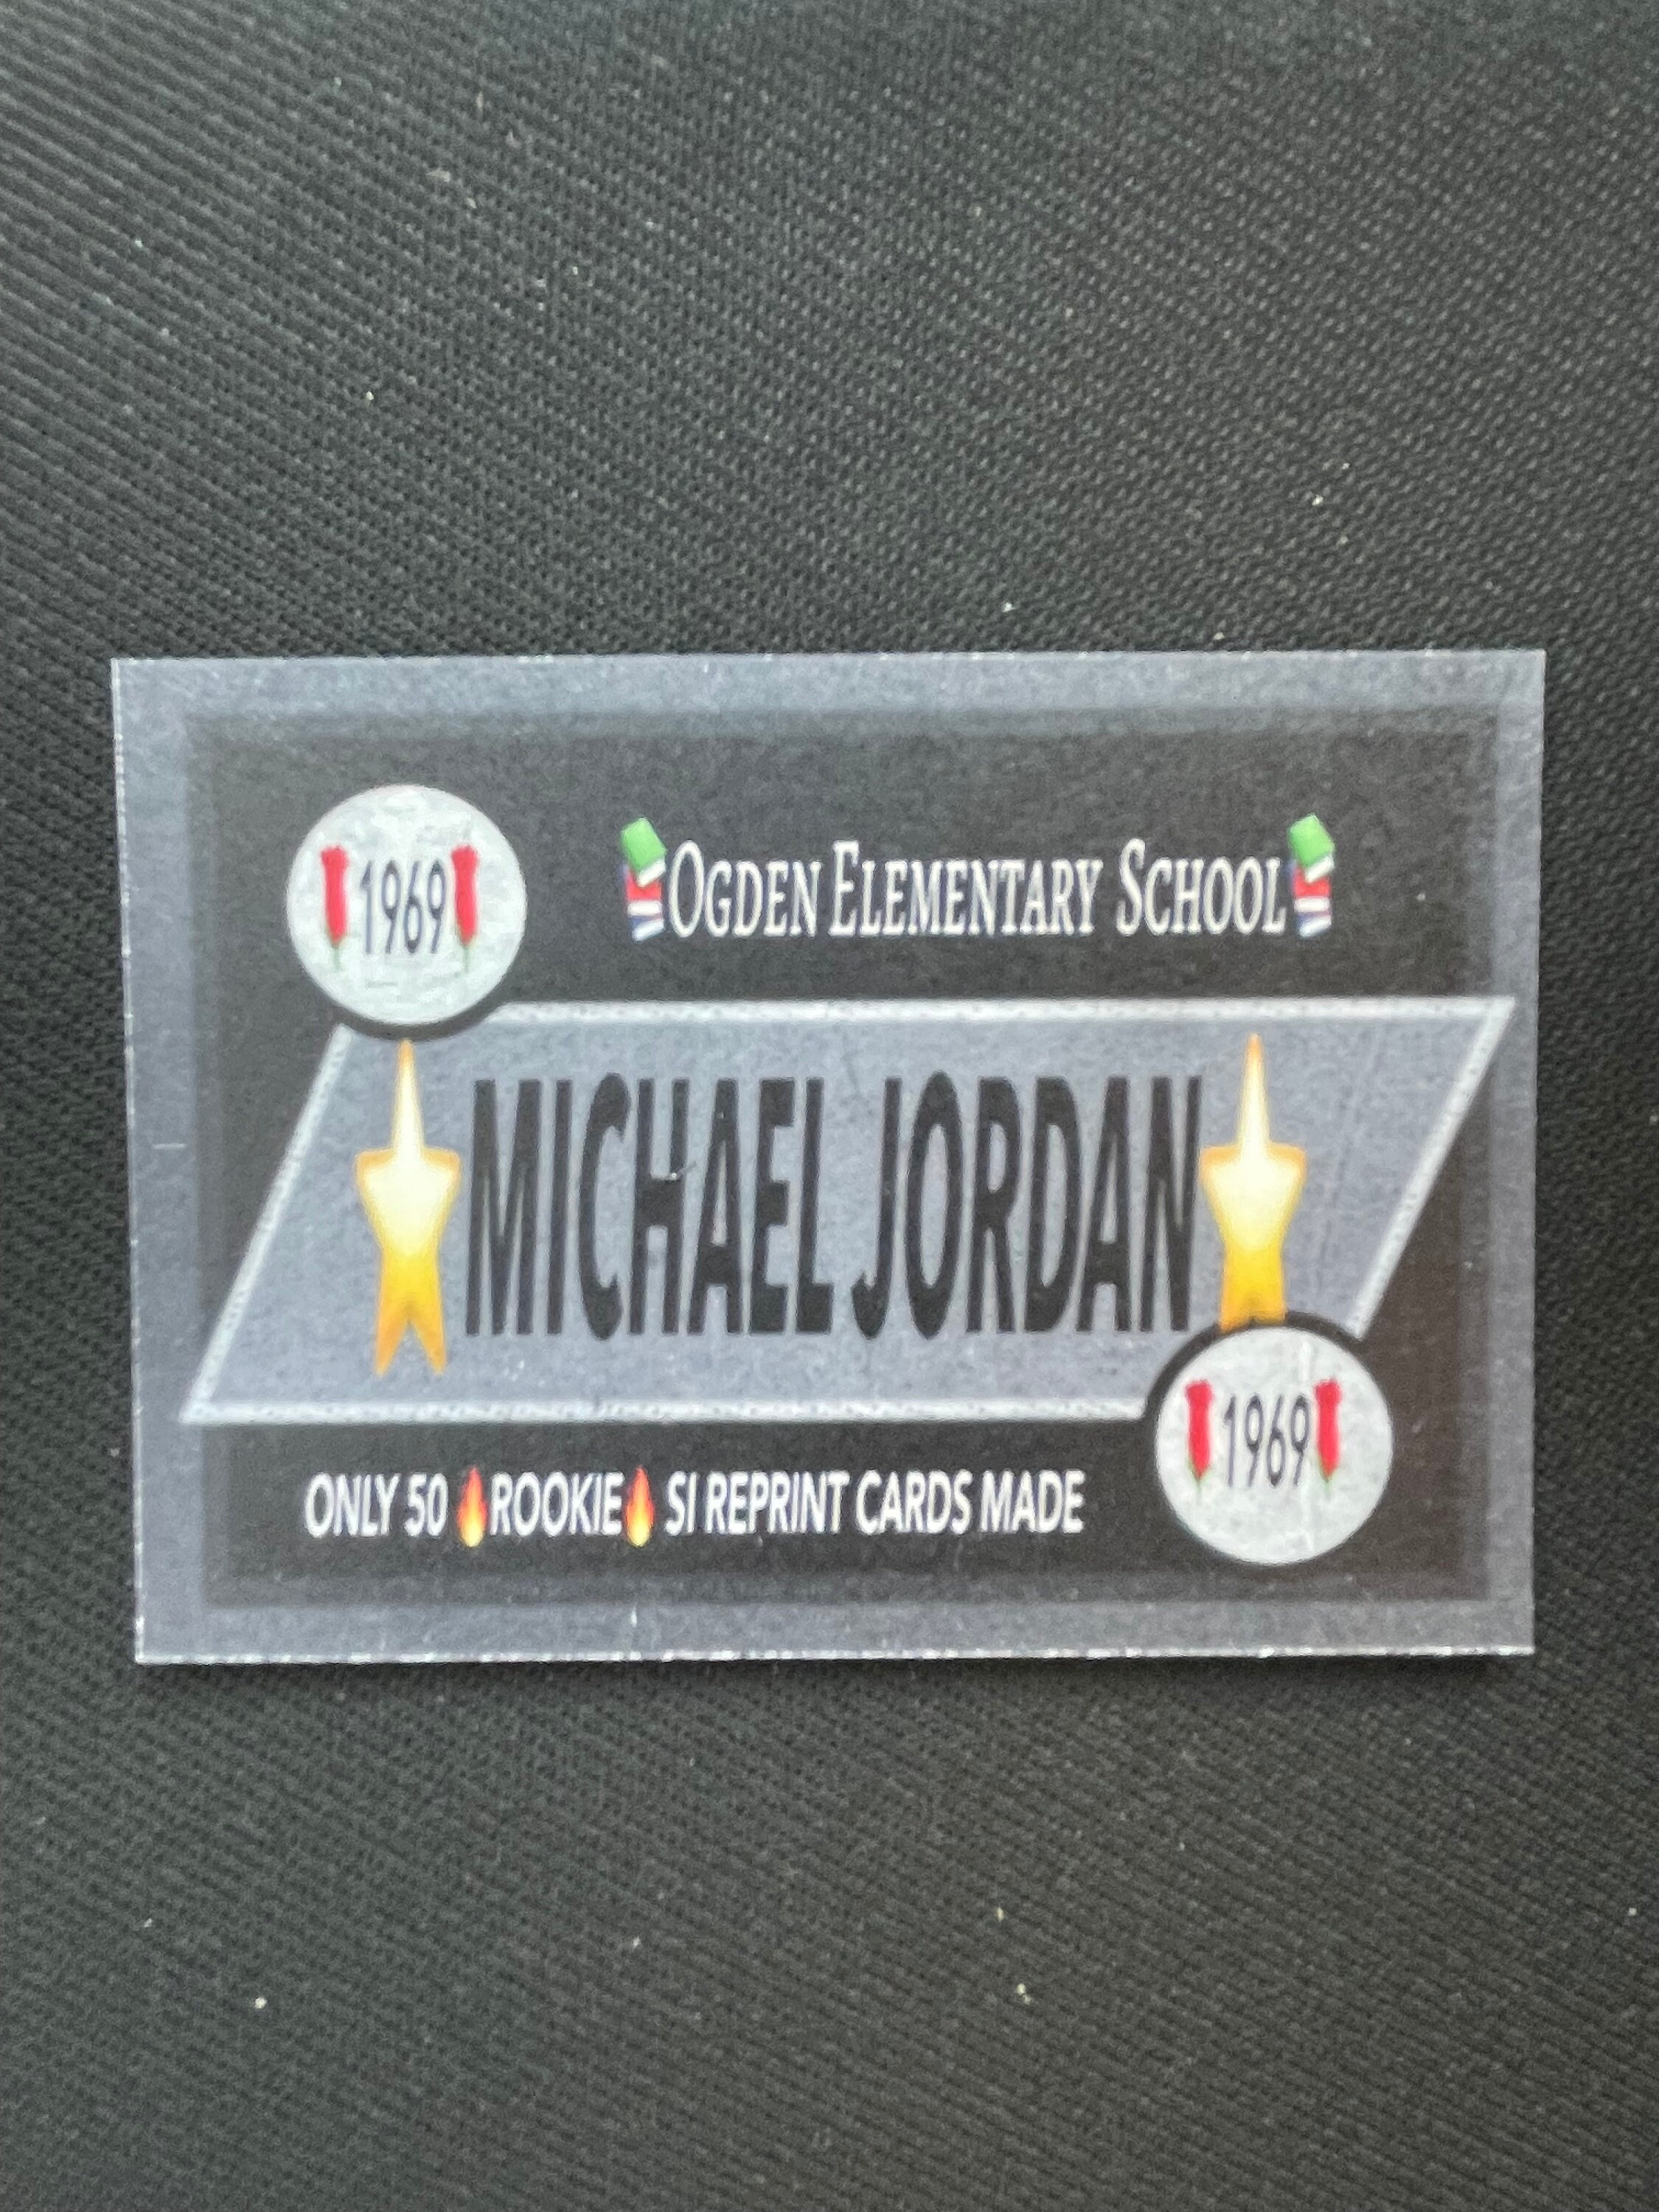 1969
OGDEN ELEMENTARY SCHOOL
MICHAEL JORDAN
1969
ONLY 50 🔥ROOKIE🔥 SI REPRINT CARDS MADE